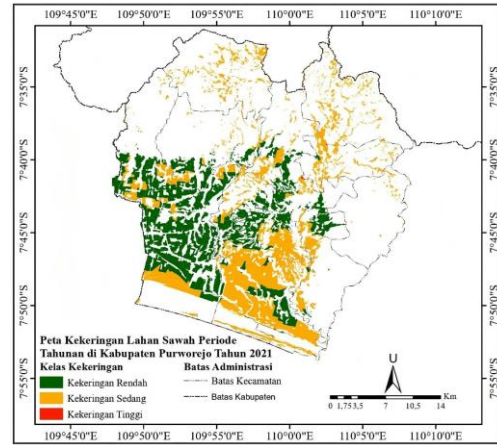 109°45'0"E 109°50'0"E 109°55'0"E 110°0'0"E 110°5'0"E 110°10'0"E
7°35'0"S 7°35'0"S
7°40'0"S 7°40'0"S
7°45'0"S 7°45'0"S
7°50'0"S 7°50'0"S
7°55'0"S 7°55'0"S
Peta Kekeringan Lahan Sawah Periode
Tahunan di Kabupaten Purworejo Tahun 2021
Kelas Kekeringan Batas Administrasi
Kekeringan Rendah Batas Kecamatan
Kekeringan Sedang Batas Kabupaten
Kekeringan Tinggi
U
Km
0 1,75 3,5 7 10,5 14
109°45'0"E 109°50'0"E 109°55'0"E 110°0'0"E 110°5'0"E 110°10'0"E